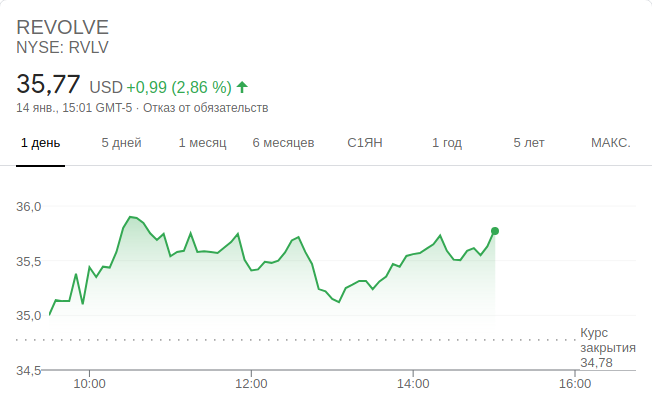 REVOLVE
NYSE: RVLV
35,77 USD +0,99 (2,86 %)
14 янв., 15:01 GMT-5 · Отказ от обязательств
1 день 5 дней 1 месяц 6 месяцев С1ЯН 1 год 5 лет МАКС.
36,0
35,5
35,0
Курс
закрытия
34,78
34,5
10:00 12:00 14:00 16:00